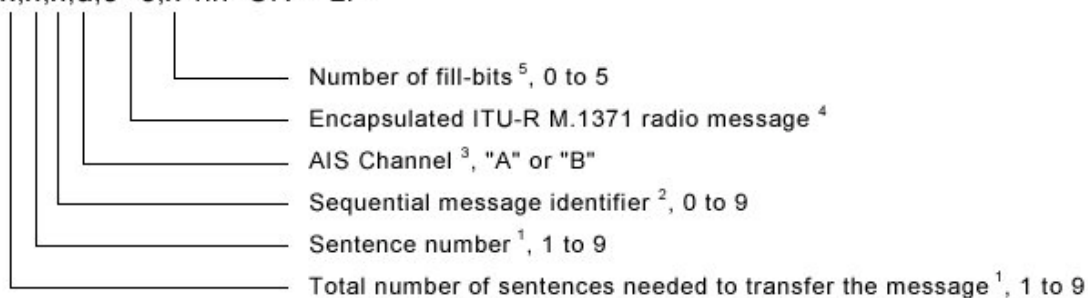 Number of fill-bits ⁵, 0 to 5
Encapsulated ITU-R M.1371 radio message ⁴
AIS Channel ³, "A" or "B"
Sequential message identifier ², 0 to 9
Sentence number ¹, 1 to 9
Total number of sentences needed to transfer the message ¹, 1 to 9